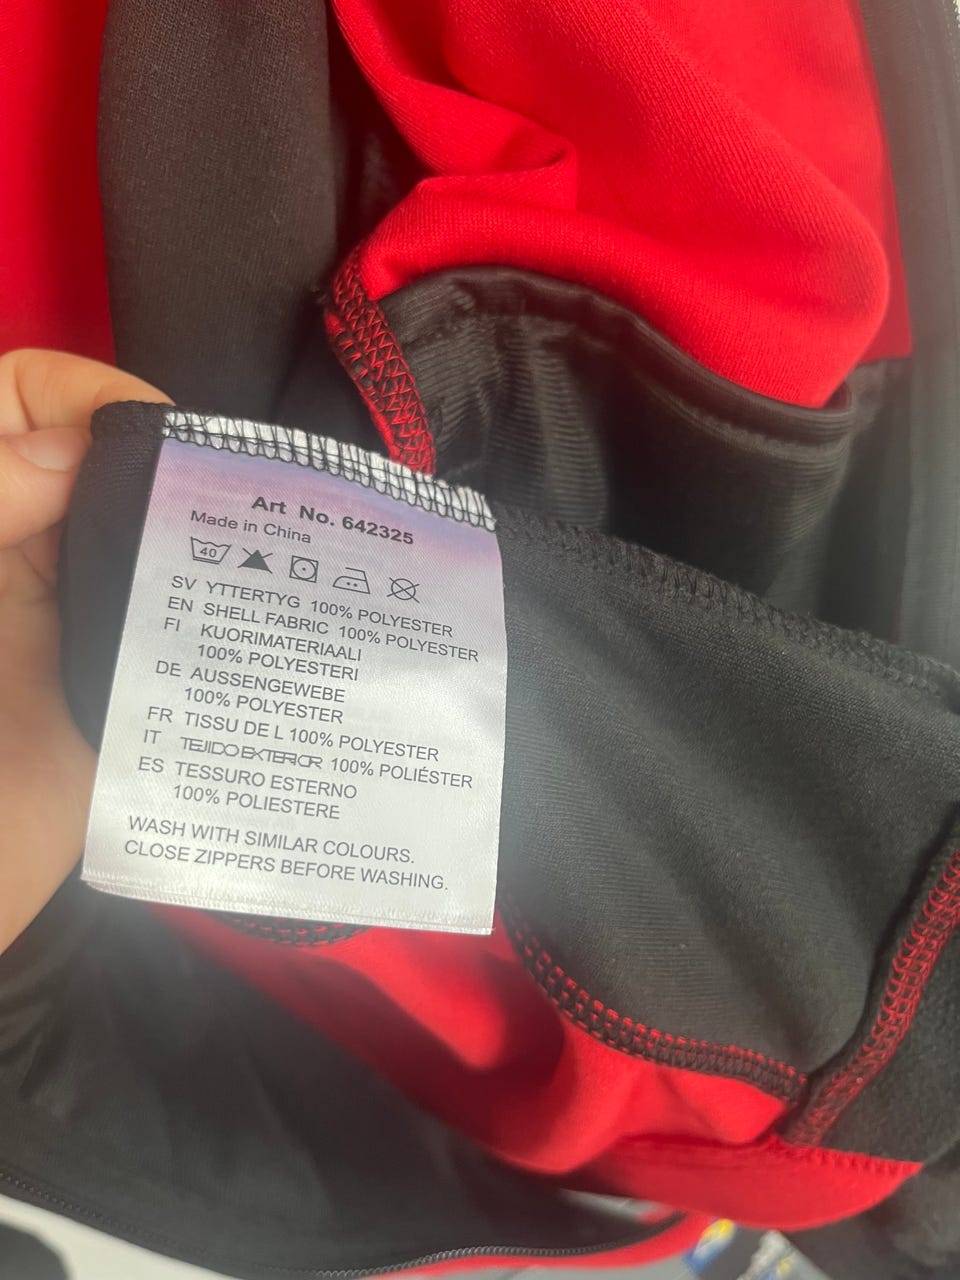 Art No. 642325
Made in China
40
SV YTTERTYG 100% POLYESTER
EN SHELL FABRIC 100% POLYESTER
FI KUORIMATERIAALI
100% POLYESTERI
DE AUSSENGEWEBE
100% POLYESTER
FR TISSU DE L 100% POLYESTER
IT TEJIDO EXTERIOR 100% POLIÉSTER
ES TESSURO ESTERNO
100% POLIESTERE
WASH WITH SIMILAR COLOURS.
CLOSE ZIPPERS BEFORE WASHING.